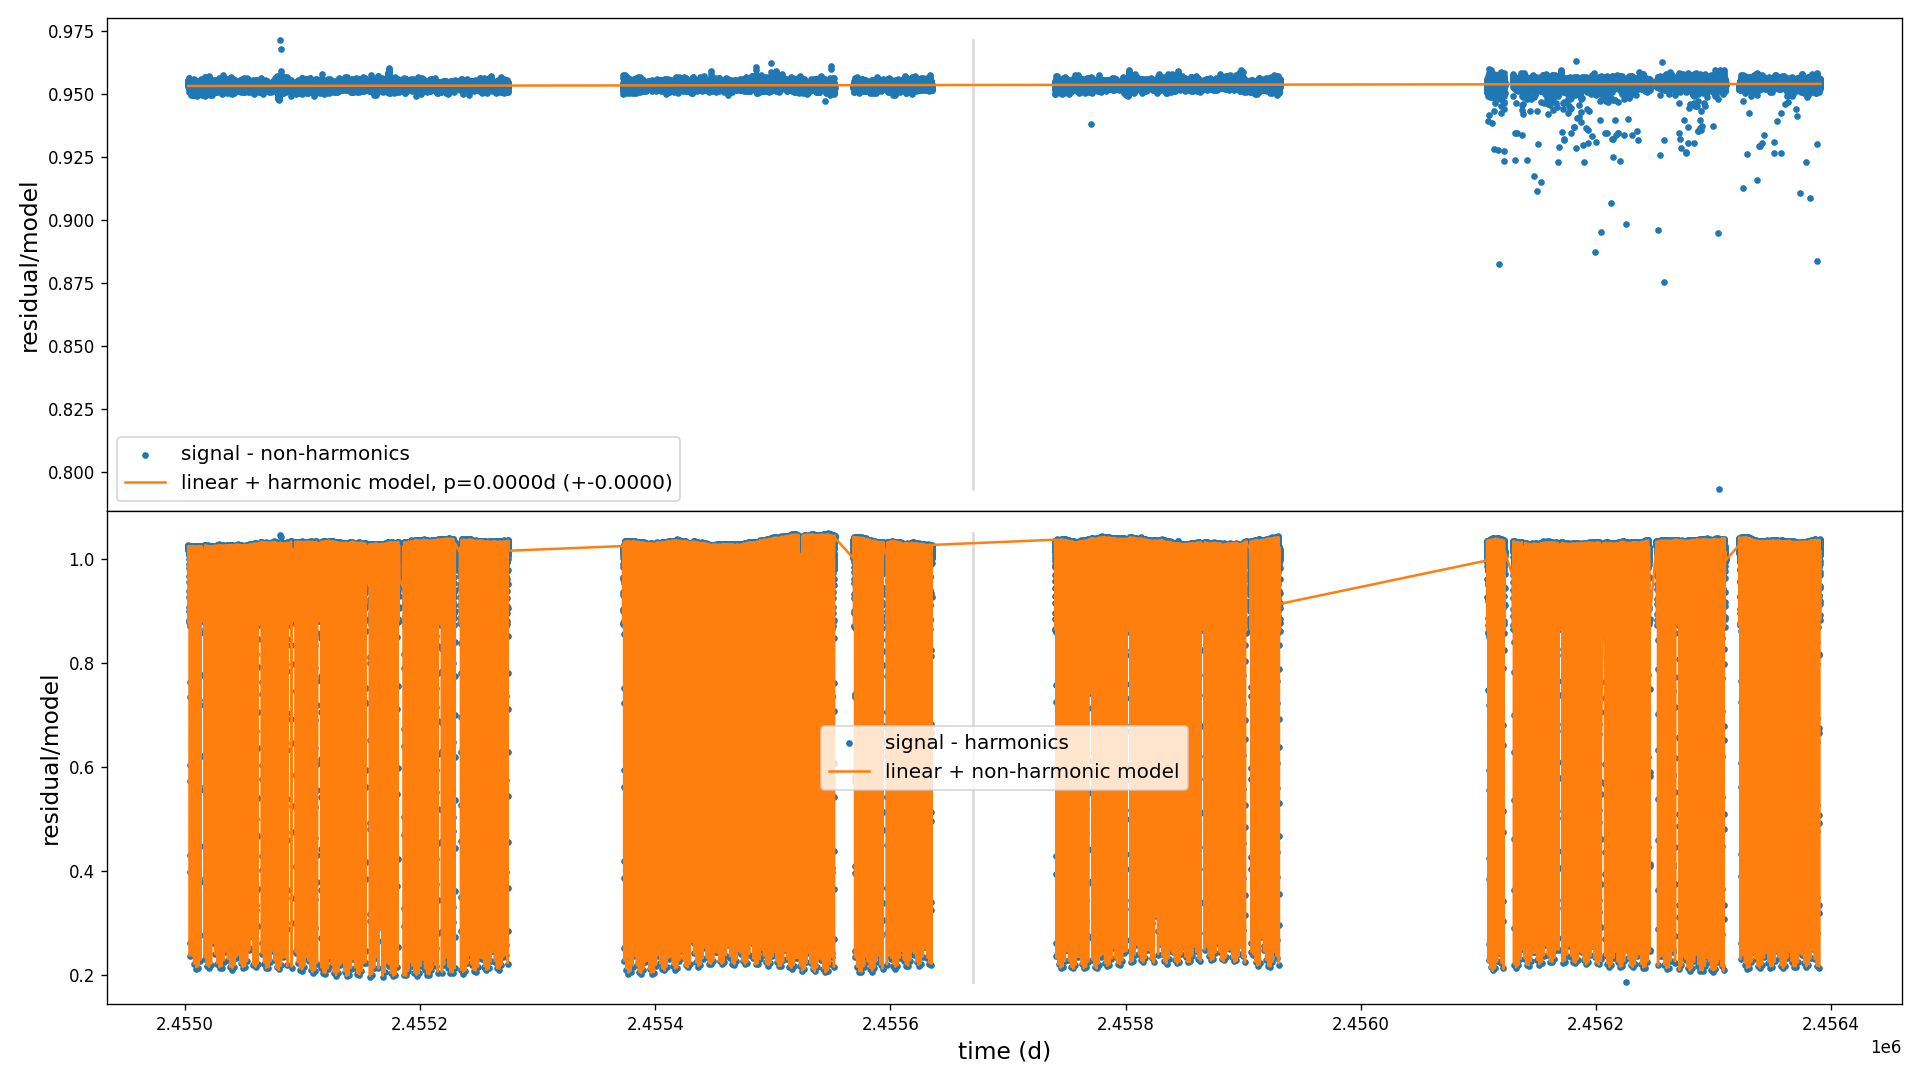 0.975
0.950
0.925
0.900
0.875
0.850
0.825
0.800
residual/model
signal - non-harmonics
linear + harmonic model, p=0.0000d (+-0.0000)
1.0
0.8
0.6
0.4
0.2
residual/model
signal - harmonics
linear + non-harmonic model
2.4550 2.4552 2.4554 2.4556 2.4558 2.4560 2.4562 2.4564
time (d)
1e6